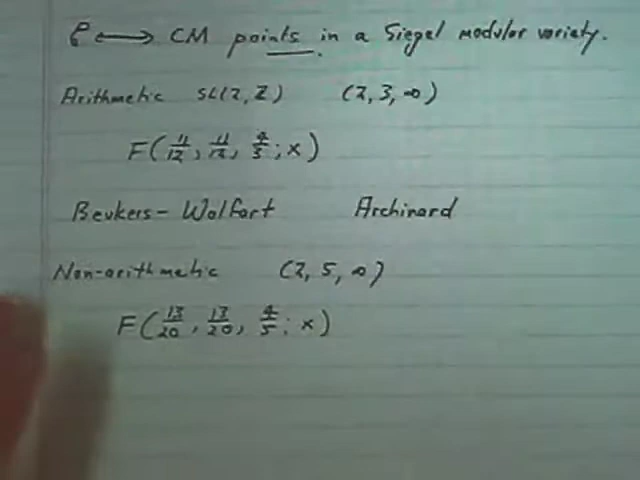 ℰ ⟷ CM points in a Siegel modular variety.
Arithmetic SL(2, Z) (2, 3, ∞)
F(11/12, 11/12, 4/3; x)
Beukers - Wolfart Archinard
Non-arithmetic (2, 5, ∞)
F(13/20, 13/20, 4/5; x)